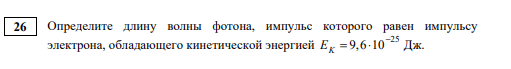 26 Определите длину волны фотона, импульс которого равен импульсу
электрона, обладающего кинетической энергией E_K = 9,6·10⁻²⁵ Дж.